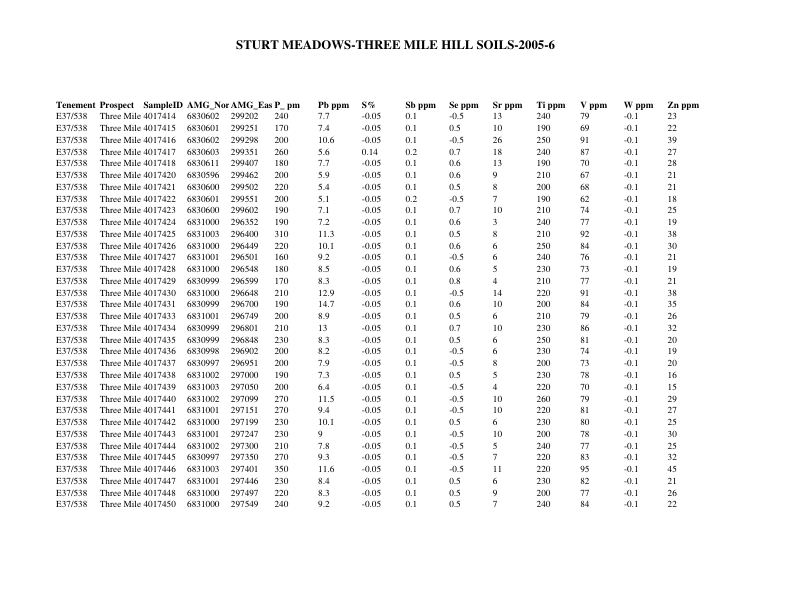 STURT MEADOWS-THREE MILE HILL SOILS-2005-6
Tenement Prospect SampleID AMG_Nor AMG_Eas P_ pm Pb ppm S% Sb ppm Se ppm Sr ppm Ti ppm V ppm W ppm Zn ppm
E37/538 Three Mile 4017414 6830602 299202 240 7.7 -0.05 0.1 -0.5 13 240 79 -0.1 23
E37/538 Three Mile 4017415 6830601 299251 170 7.4 -0.05 0.1 0.5 10 190 69 -0.1 22
E37/538 Three Mile 4017416 6830602 299298 200 10.6 -0.05 0.1 -0.5 26 250 91 -0.1 39
E37/538 Three Mile 4017417 6830603 299351 260 5.6 0.14 0.2 0.7 18 240 87 -0.1 27
E37/538 Three Mile 4017418 6830611 299407 180 7.7 -0.05 0.1 0.6 13 190 70 -0.1 28
E37/538 Three Mile 4017420 6830596 299462 200 5.9 -0.05 0.1 0.6 9 210 67 -0.1 21
E37/538 Three Mile 4017421 6830600 299502 220 5.4 -0.05 0.1 0.5 8 200 68 -0.1 21
E37/538 Three Mile 4017422 6830601 299551 200 5.1 -0.05 0.2 -0.5 7 190 62 -0.1 18
E37/538 Three Mile 4017423 6830600 299602 190 7.1 -0.05 0.1 0.7 10 210 74 -0.1 25
E37/538 Three Mile 4017424 6831000 296352 190 7.2 -0.05 0.1 0.6 3 240 77 -0.1 19
E37/538 Three Mile 4017425 6831003 296400 310 11.3 -0.05 0.1 0.5 8 210 92 -0.1 38
E37/538 Three Mile 4017426 6831000 296449 220 10.1 -0.05 0.1 0.6 6 250 84 -0.1 30
E37/538 Three Mile 4017427 6831001 296501 160 9.2 -0.05 0.1 -0.5 6 240 76 -0.1 21
E37/538 Three Mile 4017428 6831000 296548 180 8.5 -0.05 0.1 0.6 5 230 73 -0.1 19
E37/538 Three Mile 4017429 6830999 296599 170 8.3 -0.05 0.1 0.8 4 210 77 -0.1 21
E37/538 Three Mile 4017430 6831000 296648 210 12.9 -0.05 0.1 -0.5 14 220 91 -0.1 38
E37/538 Three Mile 4017431 6830999 296700 190 14.7 -0.05 0.1 0.6 10 200 84 -0.1 35
E37/538 Three Mile 4017433 6831001 296749 200 8.9 -0.05 0.1 0.5 6 210 79 -0.1 26
E37/538 Three Mile 4017434 6830999 296801 210 13 -0.05 0.1 0.7 10 230 86 -0.1 32
E37/538 Three Mile 4017435 6830999 296848 230 8.3 -0.05 0.1 0.5 6 250 81 -0.1 20
E37/538 Three Mile 4017436 6830998 296902 200 8.2 -0.05 0.1 -0.5 6 230 74 -0.1 19
E37/538 Three Mile 4017437 6830997 296951 200 7.9 -0.05 0.1 -0.5 8 200 73 -0.1 20
E37/538 Three Mile 4017438 6831002 297000 190 7.3 -0.05 0.1 0.5 5 230 78 -0.1 16
E37/538 Three Mile 4017439 6831003 297050 200 6.4 -0.05 0.1 -0.5 4 220 70 -0.1 15
E37/538 Three Mile 4017440 6831002 297099 270 11.5 -0.05 0.1 -0.5 10 260 79 -0.1 29
E37/538 Three Mile 4017441 6831001 297151 270 9.4 -0.05 0.1 -0.5 10 220 81 -0.1 27
E37/538 Three Mile 4017442 6831000 297199 230 10.1 -0.05 0.1 0.5 6 230 80 -0.1 25
E37/538 Three Mile 4017443 6831001 297247 230 9 -0.05 0.1 -0.5 10 200 78 -0.1 30
E37/538 Three Mile 4017444 6831002 297300 210 7.8 -0.05 0.1 -0.5 5 240 77 -0.1 25
E37/538 Three Mile 4017445 6830997 297350 270 9.3 -0.05 0.1 -0.5 7 220 83 -0.1 32
E37/538 Three Mile 4017446 6831003 297401 350 11.6 -0.05 0.1 -0.5 11 220 95 -0.1 45
E37/538 Three Mile 4017447 6831001 297446 230 8.4 -0.05 0.1 0.5 6 230 82 -0.1 21
E37/538 Three Mile 4017448 6831000 297497 220 8.3 -0.05 0.1 0.5 9 200 77 -0.1 26
E37/538 Three Mile 4017450 6831000 297549 240 9.2 -0.05 0.1 0.5 7 240 84 -0.1 22